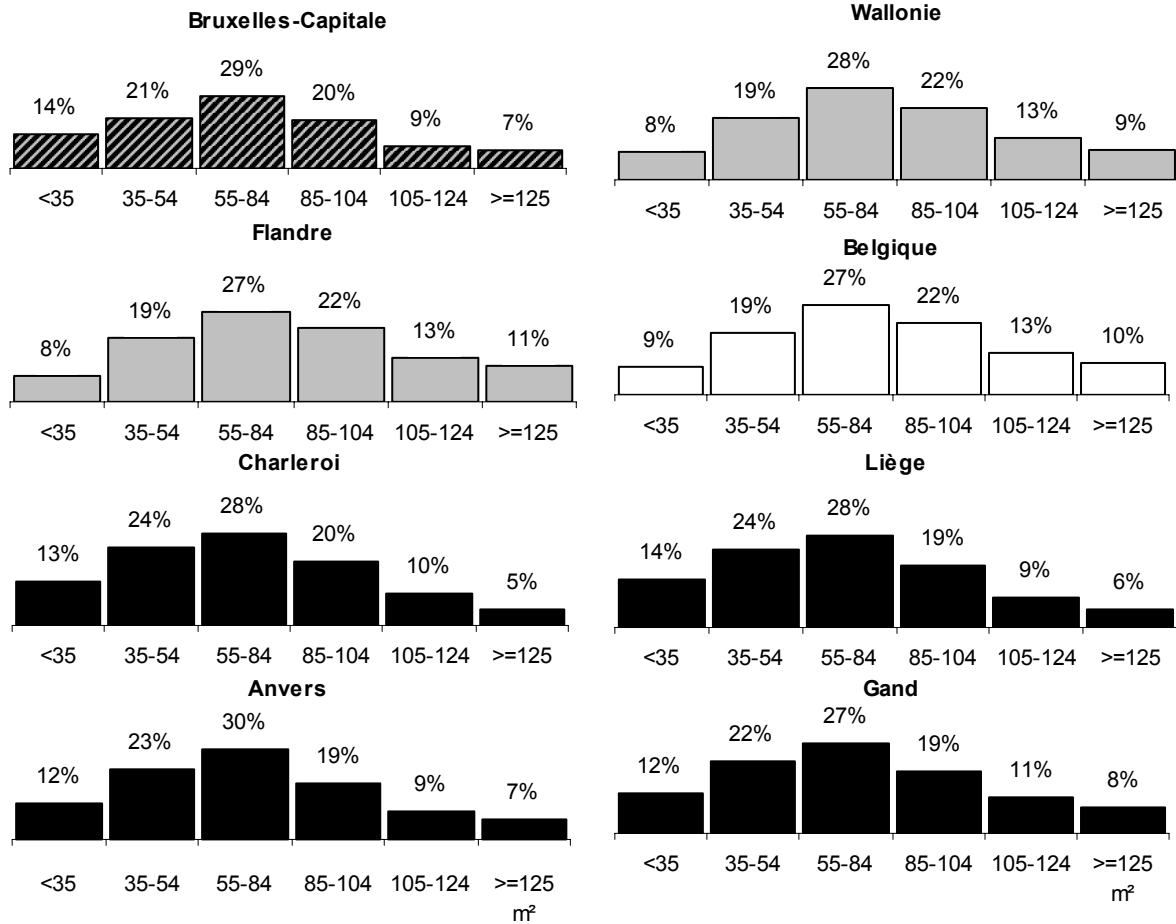 Bruxelles-Capitale
14% 21% 29% 20% 9% 7%
<35 35-54 55-84 85-104 105-124 >=125
Wallonie
8% 19% 28% 22% 13% 9%
<35 35-54 55-84 85-104 105-124 >=125
Flandre
8% 19% 27% 22% 13% 11%
<35 35-54 55-84 85-104 105-124 >=125
Belgique
9% 19% 27% 22% 13% 10%
<35 35-54 55-84 85-104 105-124 >=125
Charleroi
13% 24% 28% 20% 10% 5%
<35 35-54 55-84 85-104 105-124 >=125
Liège
14% 24% 28% 19% 9% 6%
<35 35-54 55-84 85-104 105-124 >=125
Anvers
12% 23% 30% 19% 9% 7%
<35 35-54 55-84 85-104 105-124 >=125
m²
Gand
12% 22% 27% 19% 11% 8%
<35 35-54 55-84 85-104 105-124 >=125
m²